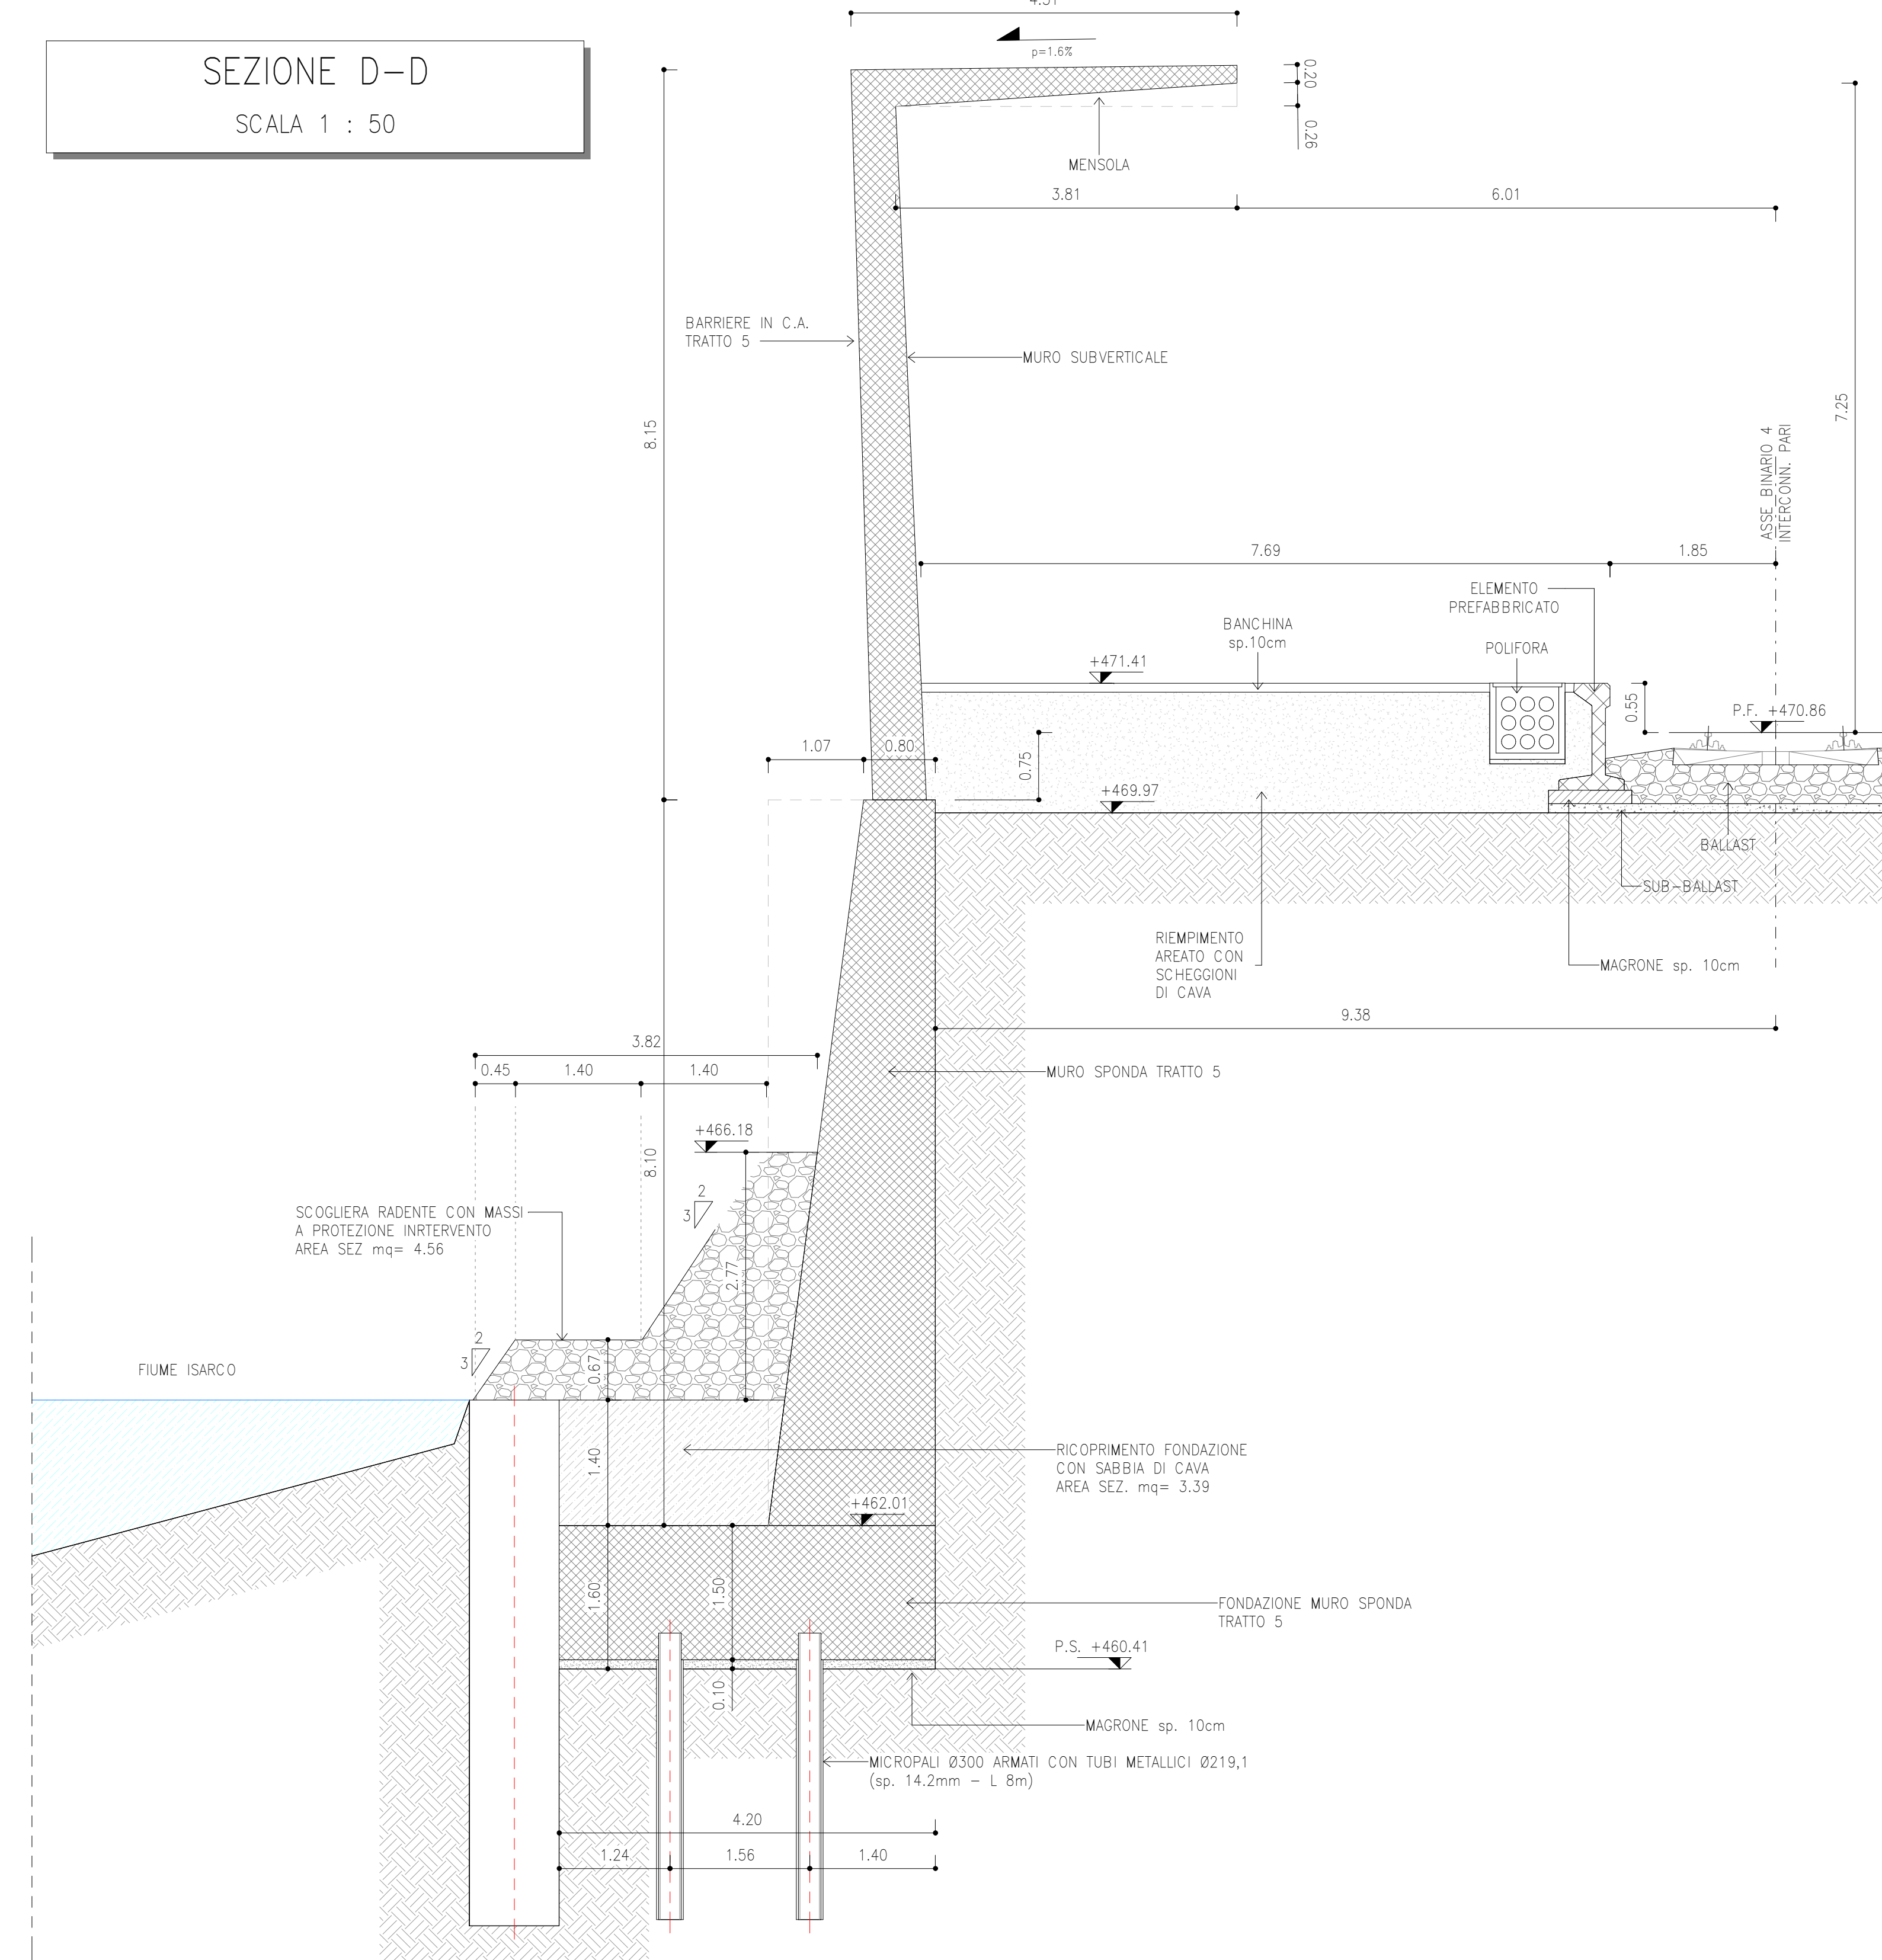 4.31
SEZIONE D-D
SCALA 1 : 50
p=1.6%
0.20
0.26
MENSOLA
3.81
6.01
BARRIERE IN C.A.
TRATTO 5
MURO SUBVERTICALE
8.15
7.25
ASSE BINARIO 4
INTERCONN. PARI
7.69
1.85
ELEMENTO
PREFABBRICATO
BANCHINA
sp.10cm
POLIFORA
+471.41
0.55
P.F. +470.86
1.07
0.80
0.75
+469.97
BALLAST
SUB-BALLAST
RIEMPIMENTO
AREATO CON
SCHEGGIONI
DI CAVA
MAGRONE sp. 10cm
9.38
3.82
0.45
1.40
1.40
MURO SPONDA TRATTO 5
+466.18
8.10
2
3
SCOGLIERA RADENTE CON MASSI
A PROTEZIONE INRTERVENTO
AREA SEZ mq= 4.56
2.77
2
3
0.67
FIUME ISARCO
1.40
RICOPRIMENTO FONDAZIONE
CON SABBIA DI CAVA
AREA SEZ. mq= 3.39
+462.01
1.60
1.50
FONDAZIONE MURO SPONDA
TRATTO 5
P.S. +460.41
0.10
MAGRONE sp. 10cm
MICROPALI Ø300 ARMATI CON TUBI METALLICI Ø219,1
(sp. 14.2mm - L 8m)
4.20
1.24
1.56
1.40